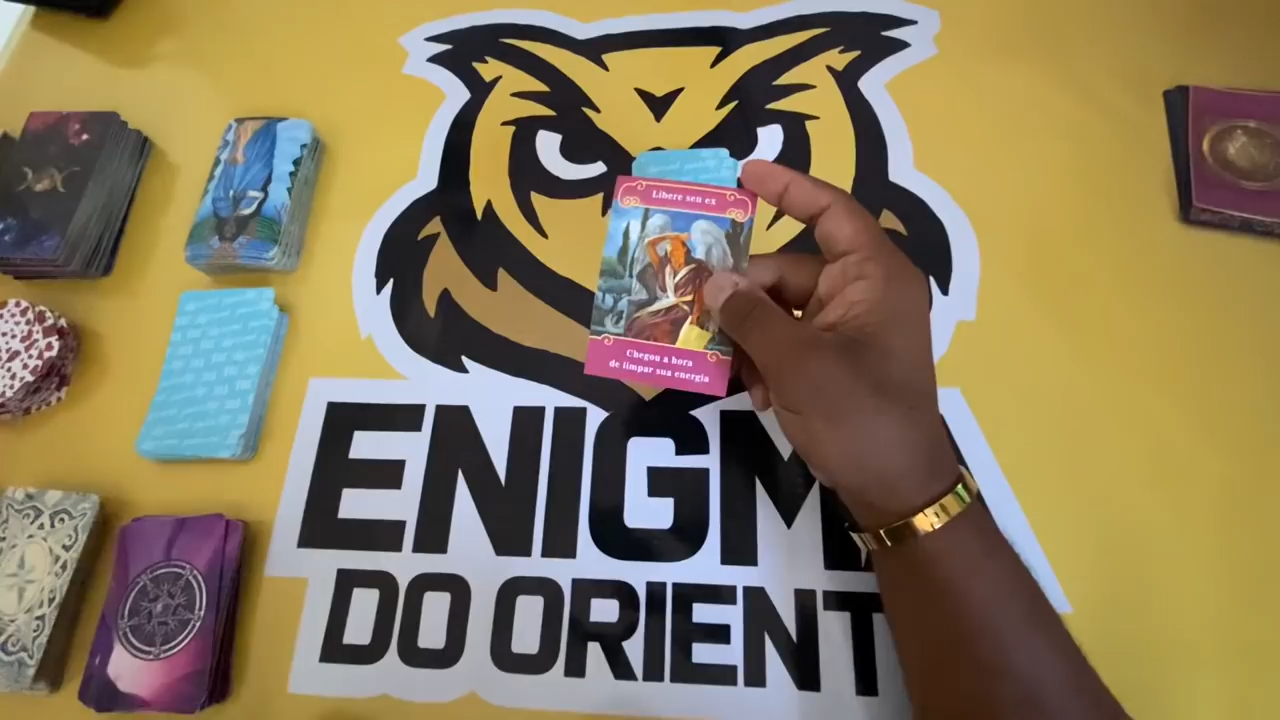 Libere seu ex
Chegou a hora
de limpar sua energia
ENIGM
DO ORIENT